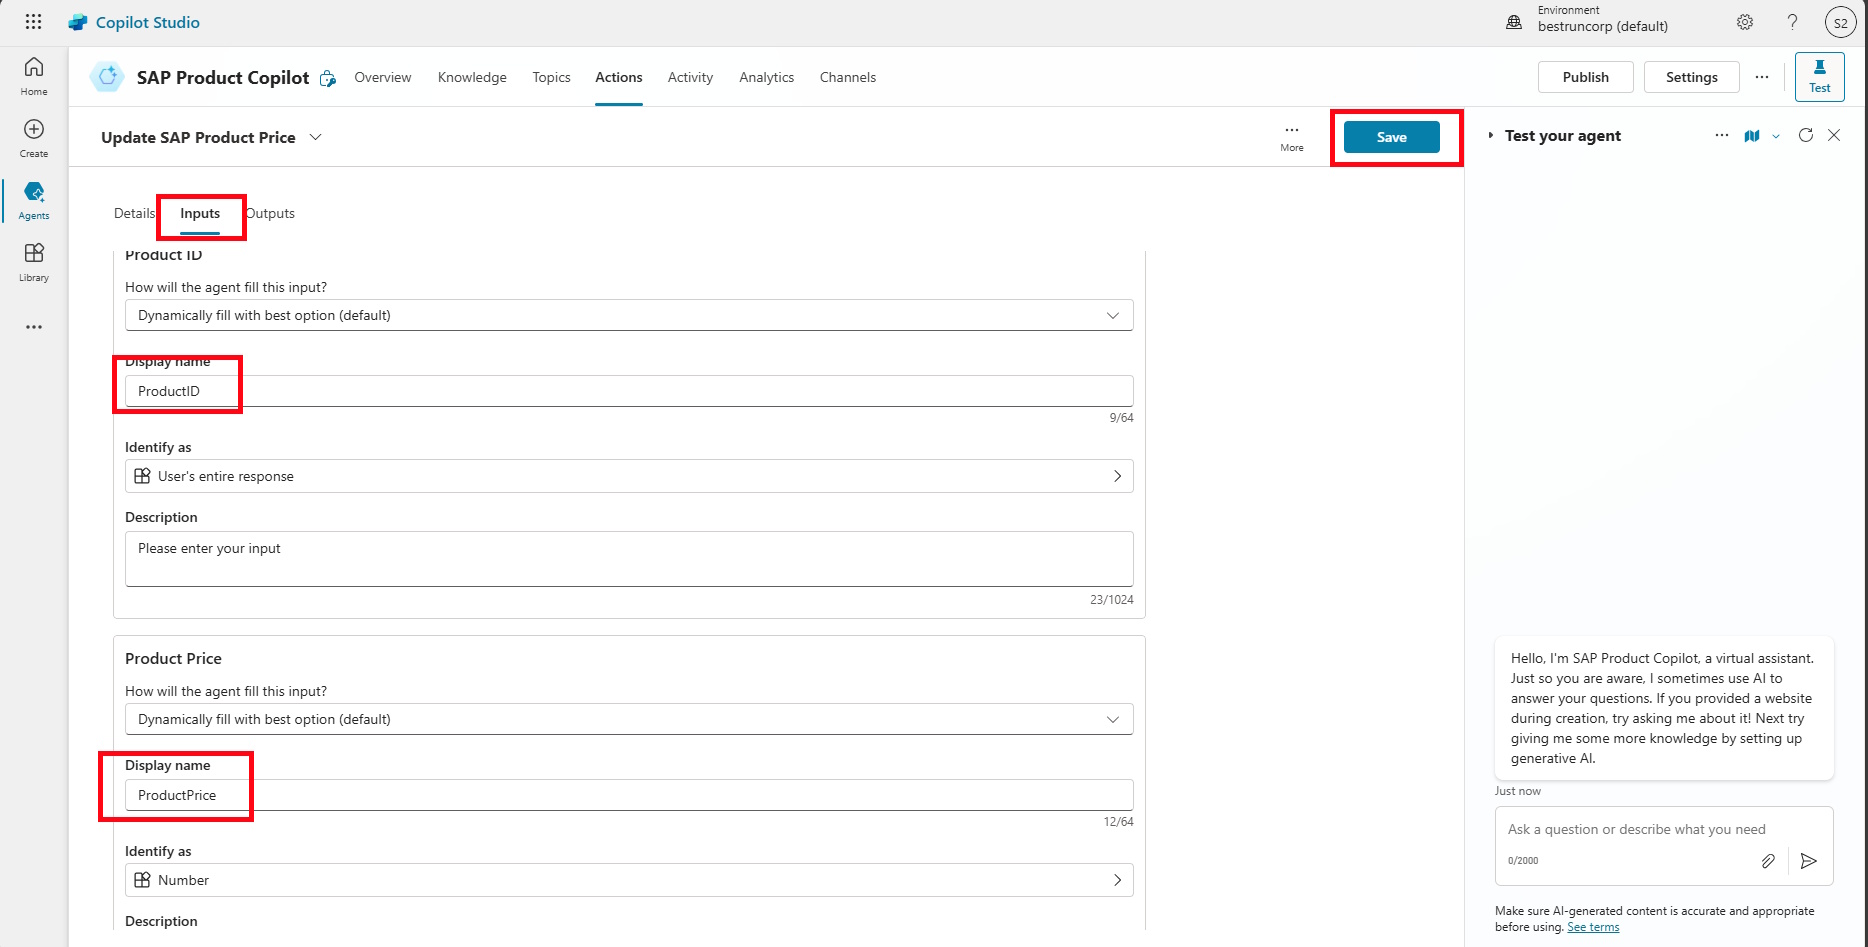 Copilot Studio
Environment
bestruncorp (default)
S2
Home
Create
Agents
Library
SAP Product Copilot
Overview
Knowledge
Topics
Actions
Activity
Analytics
Channels
Publish
Settings
Test
Update SAP Product Price
More
Save
Details
Inputs
Outputs
Product ID
How will the agent fill this input?
Dynamically fill with best option (default)
Display name
ProductID
9/64
Identify as
User's entire response
Description
Please enter your input
23/1024
Product Price
How will the agent fill this input?
Dynamically fill with best option (default)
Display name
ProductPrice
12/64
Identify as
Number
Description
Test your agent
Hello, I'm SAP Product Copilot, a virtual assistant.
Just so you are aware, I sometimes use AI to
answer your questions. If you provided a website
during creation, try asking me about it! Next try
giving me some more knowledge by setting up
generative AI.
Just now
Ask a question or describe what you need
0/2000
Make sure AI-generated content is accurate and appropriate
before using. See terms